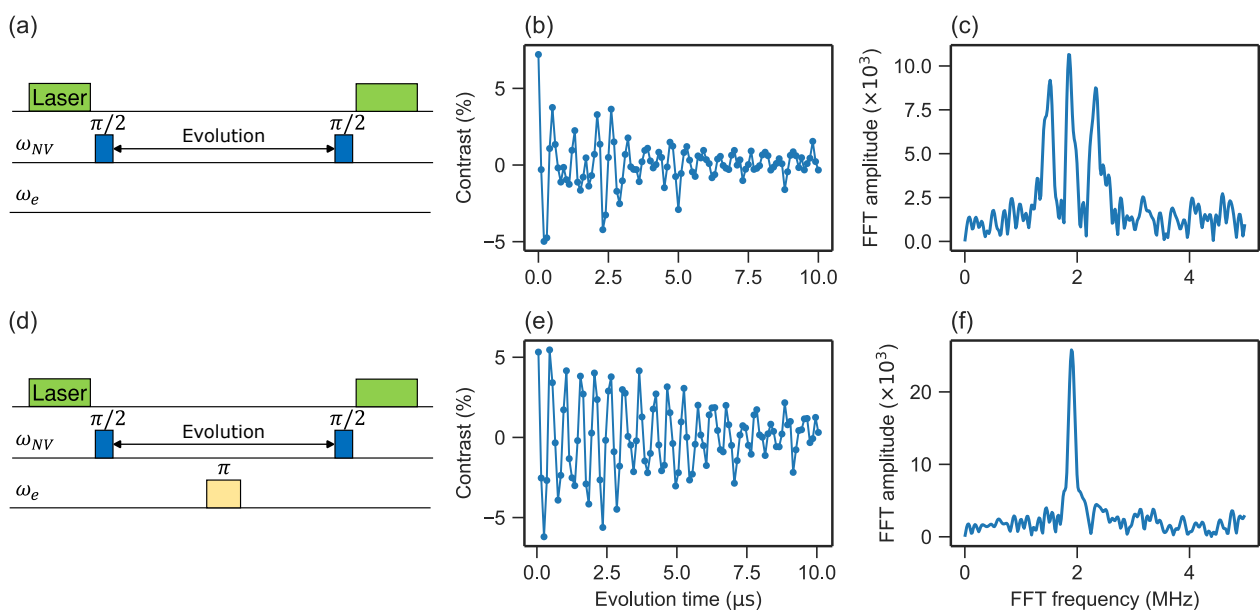 (a)
Laser
π/2
Evolution
π/2
ω_NV
ω_e
(b)
Contrast (%)
5
0
−5
0.0
2.5
5.0
7.5
10.0
(c)
FFT amplitude (×10³)
10.0
7.5
5.0
2.5
0.0
0
2
4
(d)
Laser
π/2
Evolution
π/2
ω_NV
π
ω_e
(e)
Contrast (%)
5
0
−5
0.0
2.5
5.0
7.5
10.0
Evolution time (μs)
(f)
FFT amplitude (×10³)
20
10
0
0
2
4
FFT frequency (MHz)